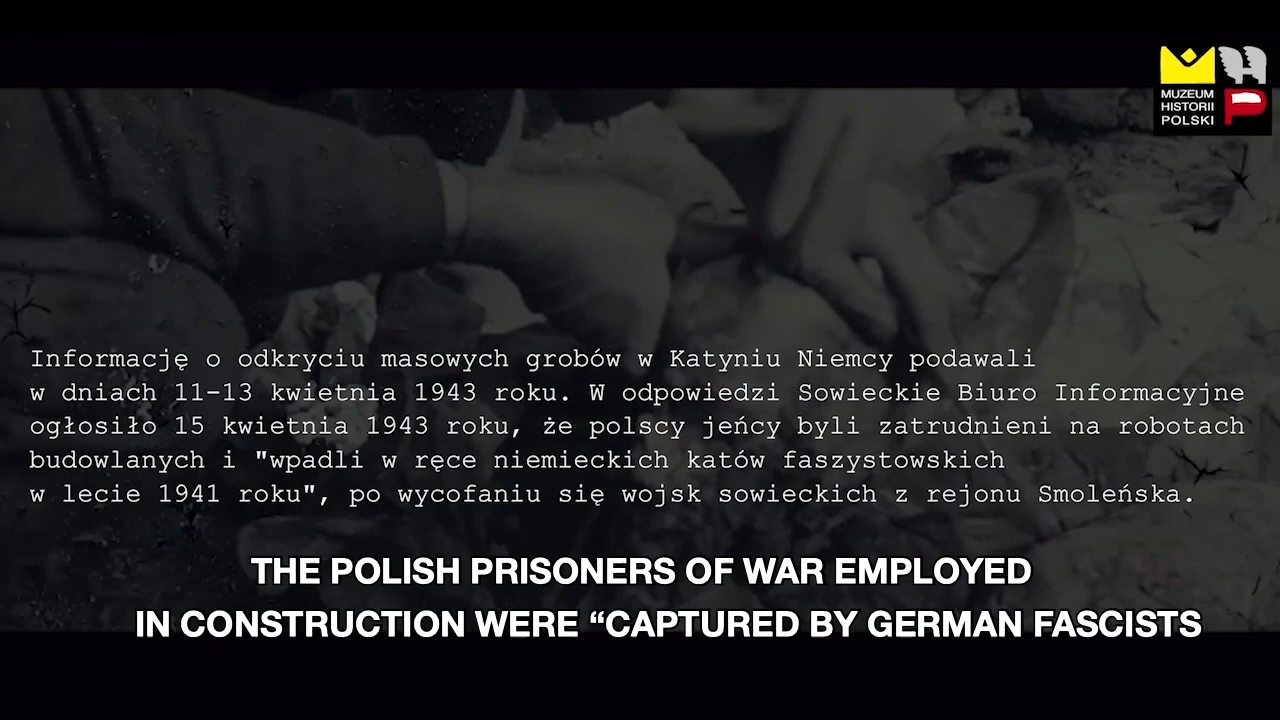 MUZEUM
HISTORII
POLSKI
HP
Informację o odkryciu masowych grobów w Katyniu Niemcy podawali
w dniach 11-13 kwietnia 1943 roku. W odpowiedzi Sowieckie Biuro Informacyjne
ogłosiło 15 kwietnia 1943 roku, że polscy jeńcy byli zatrudnieni na robotach
budowlanych i "wpadli w ręce niemieckich katów faszystowskich
w lecie 1941 roku", po wycofaniu się wojsk sowieckich z rejonu Smoleńska.
THE POLISH PRISONERS OF WAR EMPLOYED
IN CONSTRUCTION WERE “CAPTURED BY GERMAN FASCISTS